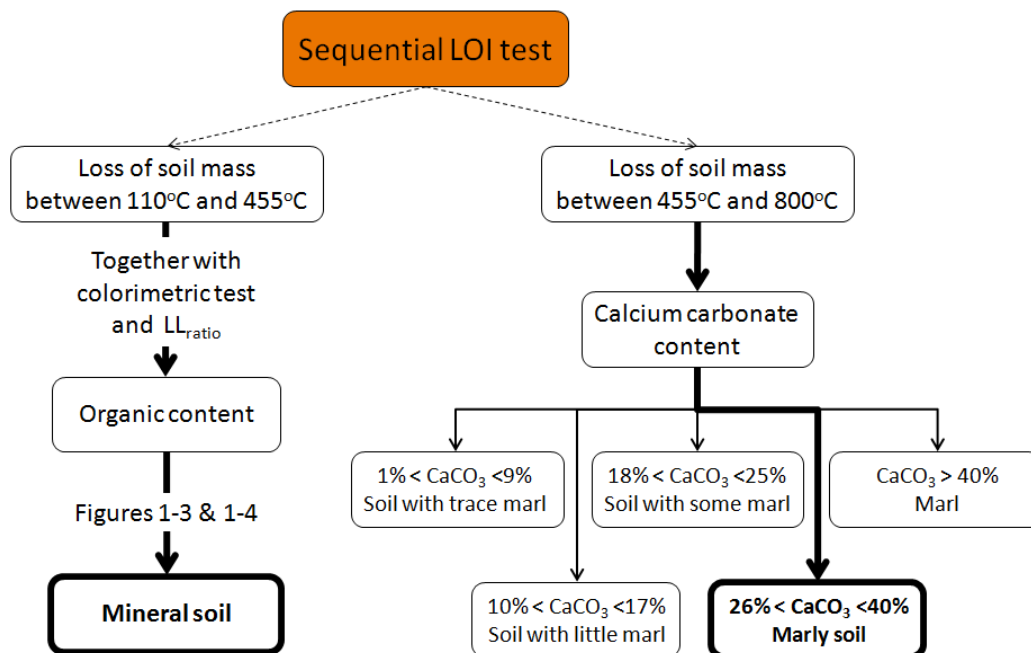 Sequential LOI test
Loss of soil mass
between 110°C and 455°C
Together with
colorimetric test
and LL_ratio
Organic content
Figures 1-3 & 1-4
Mineral soil
Loss of soil mass
between 455°C and 800°C
Calcium carbonate
content
1% < CaCO₃ <9%
Soil with trace marl
18% < CaCO₃ <25%
Soil with some marl
CaCO₃ > 40%
Marl
10% < CaCO₃ <17%
Soil with little marl
26% < CaCO₃ <40%
Marly soil